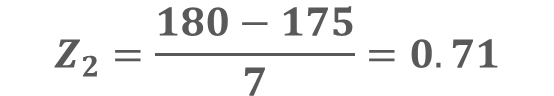 Z₂ = (180 − 175) / 7 = 0.71